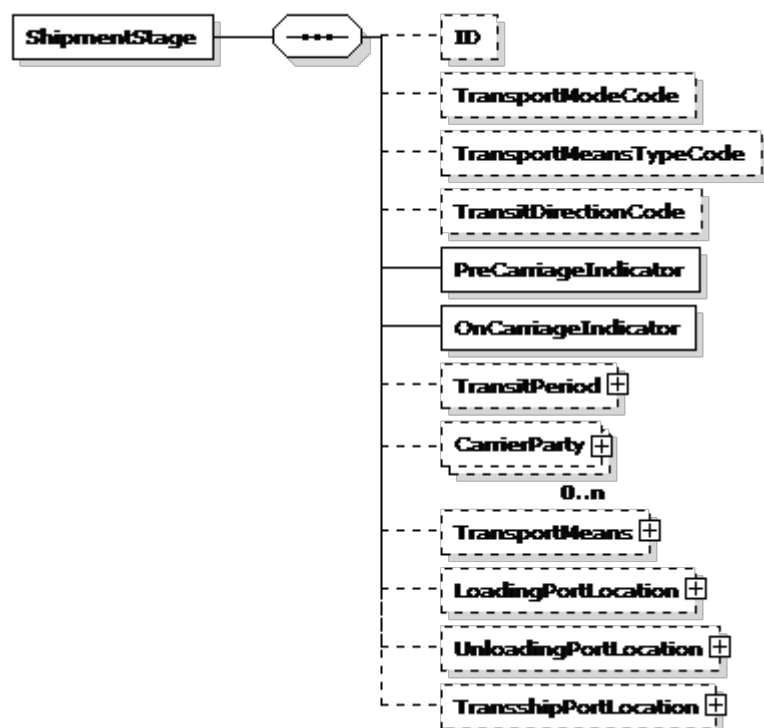 ShipmentStage
ID
TransportModeCode
TransportMeansTypeCode
TransitDirectionCode
PreCarriageIndicator
OnCarriageIndicator
TransitPeriod
CarrierParty
0..n
TransportMeans
LoadingPortLocation
UnloadingPortLocation
TransshipPortLocation